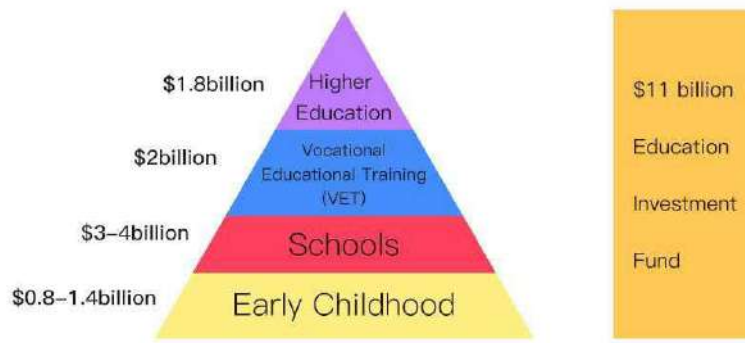 $1.8billion
Higher
Education
$2billion
Vocational
Educational Training
(VET)
$3–4billion
Schools
$0.8–1.4billion
Early Childhood
$11 billion
Education
Investment
Fund